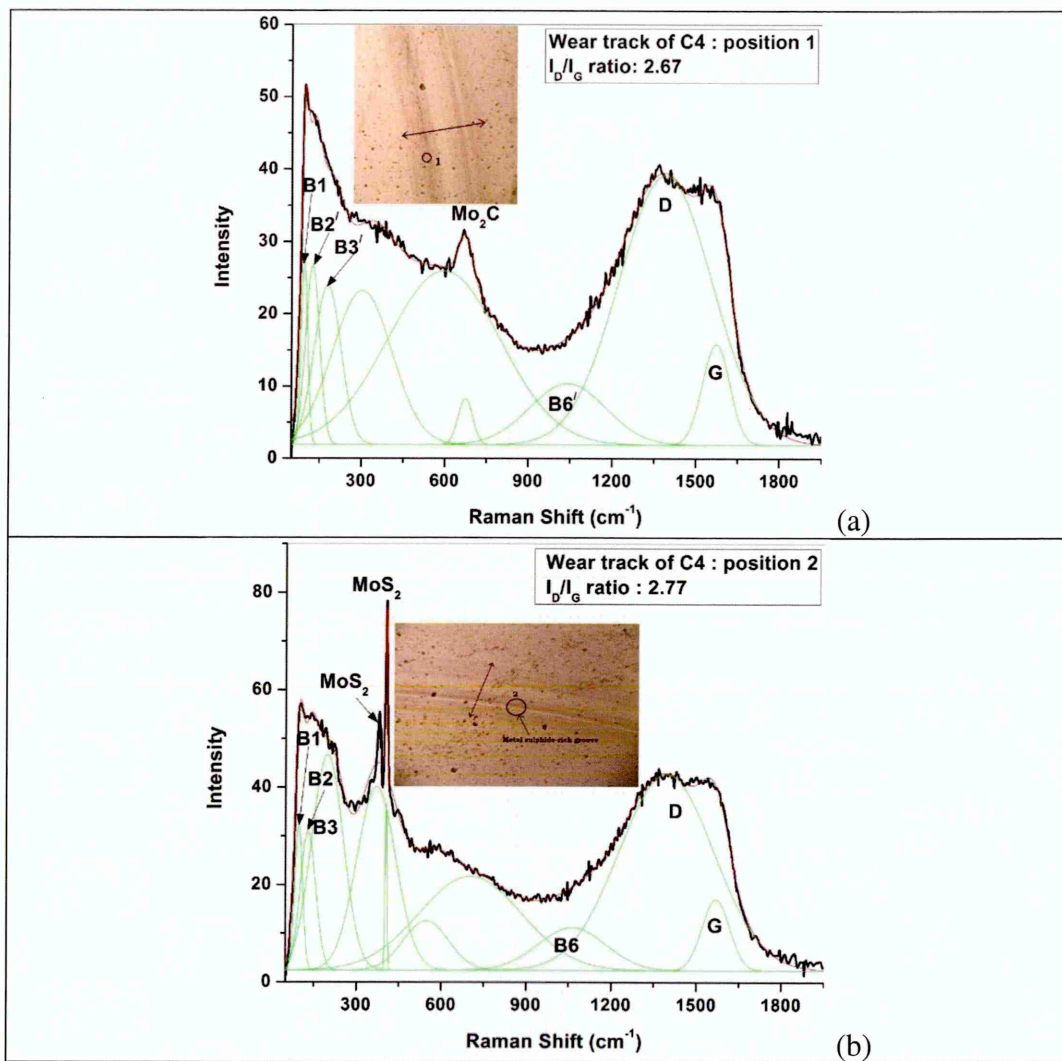 60
50
40
30
20
10
0
Intensity
Wear track of C4 : position 1
I_D/I_G ratio: 2.67
1
B1
B2′
B3′
Mo₂C
D
B6′
G
300 600 900 1200 1500 1800
Raman Shift (cm⁻¹)
(a)
80
60
40
20
0
Intensity
Wear track of C4 : position 2
I_D/I_G ratio : 2.77
MoS₂
MoS₂
2
Metal sulphide-rich groove
B1
B2
B3
D
B6
G
300 600 900 1200 1500 1800
Raman Shift (cm⁻¹)
(b)